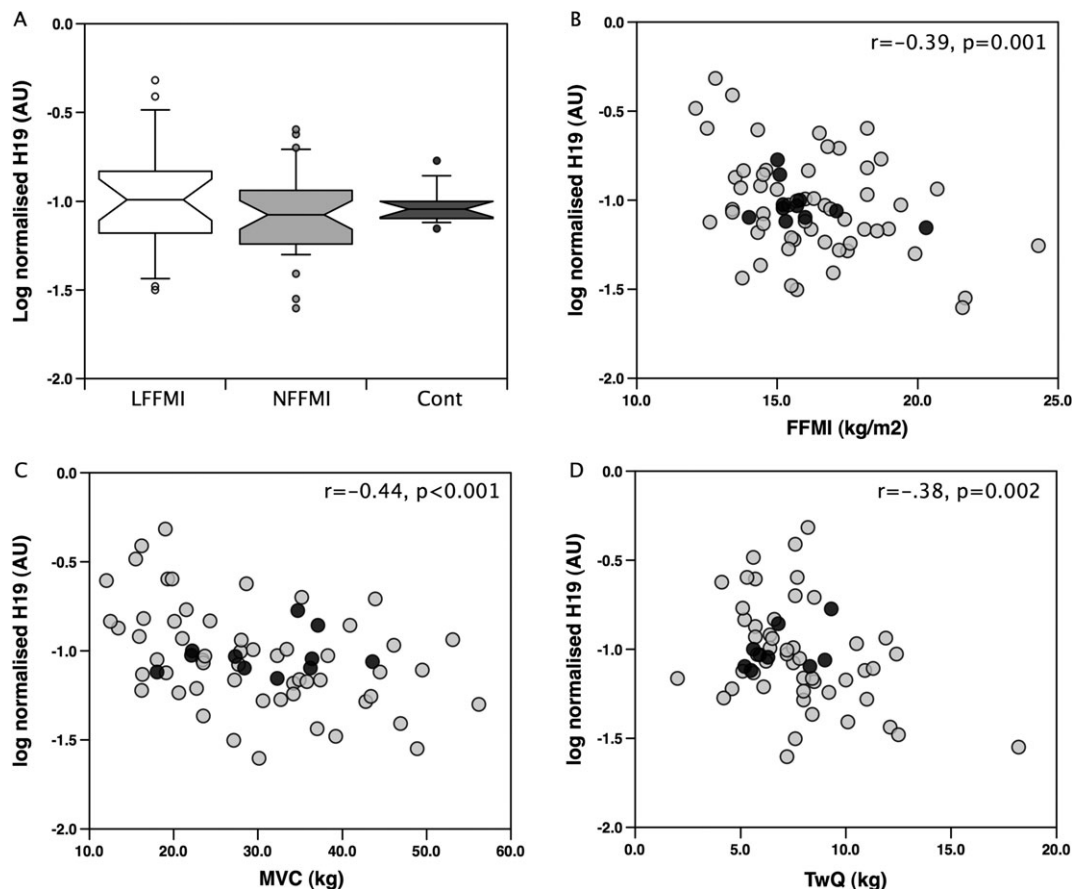 A
Log normalised H19 (AU)
0.0
-0.5
-1.0
-1.5
-2.0
LFFMI NFFMI Cont
B
r=-0.39, p=0.001
log normalised H19 (AU)
0.0
-0.5
-1.0
-1.5
-2.0
10.0 15.0 20.0 25.0
FFMI (kg/m2)
C
r=-0.44, p<0.001
log normalised H19 (AU)
0.0
-0.5
-1.0
-1.5
-2.0
10.0 20.0 30.0 40.0 50.0 60.0
MVC (kg)
D
r=-.38, p=0.002
log normalised H19 (AU)
0.0
-0.5
-1.0
-1.5
-2.0
0.0 5.0 10.0 15.0 20.0
TwQ (kg)